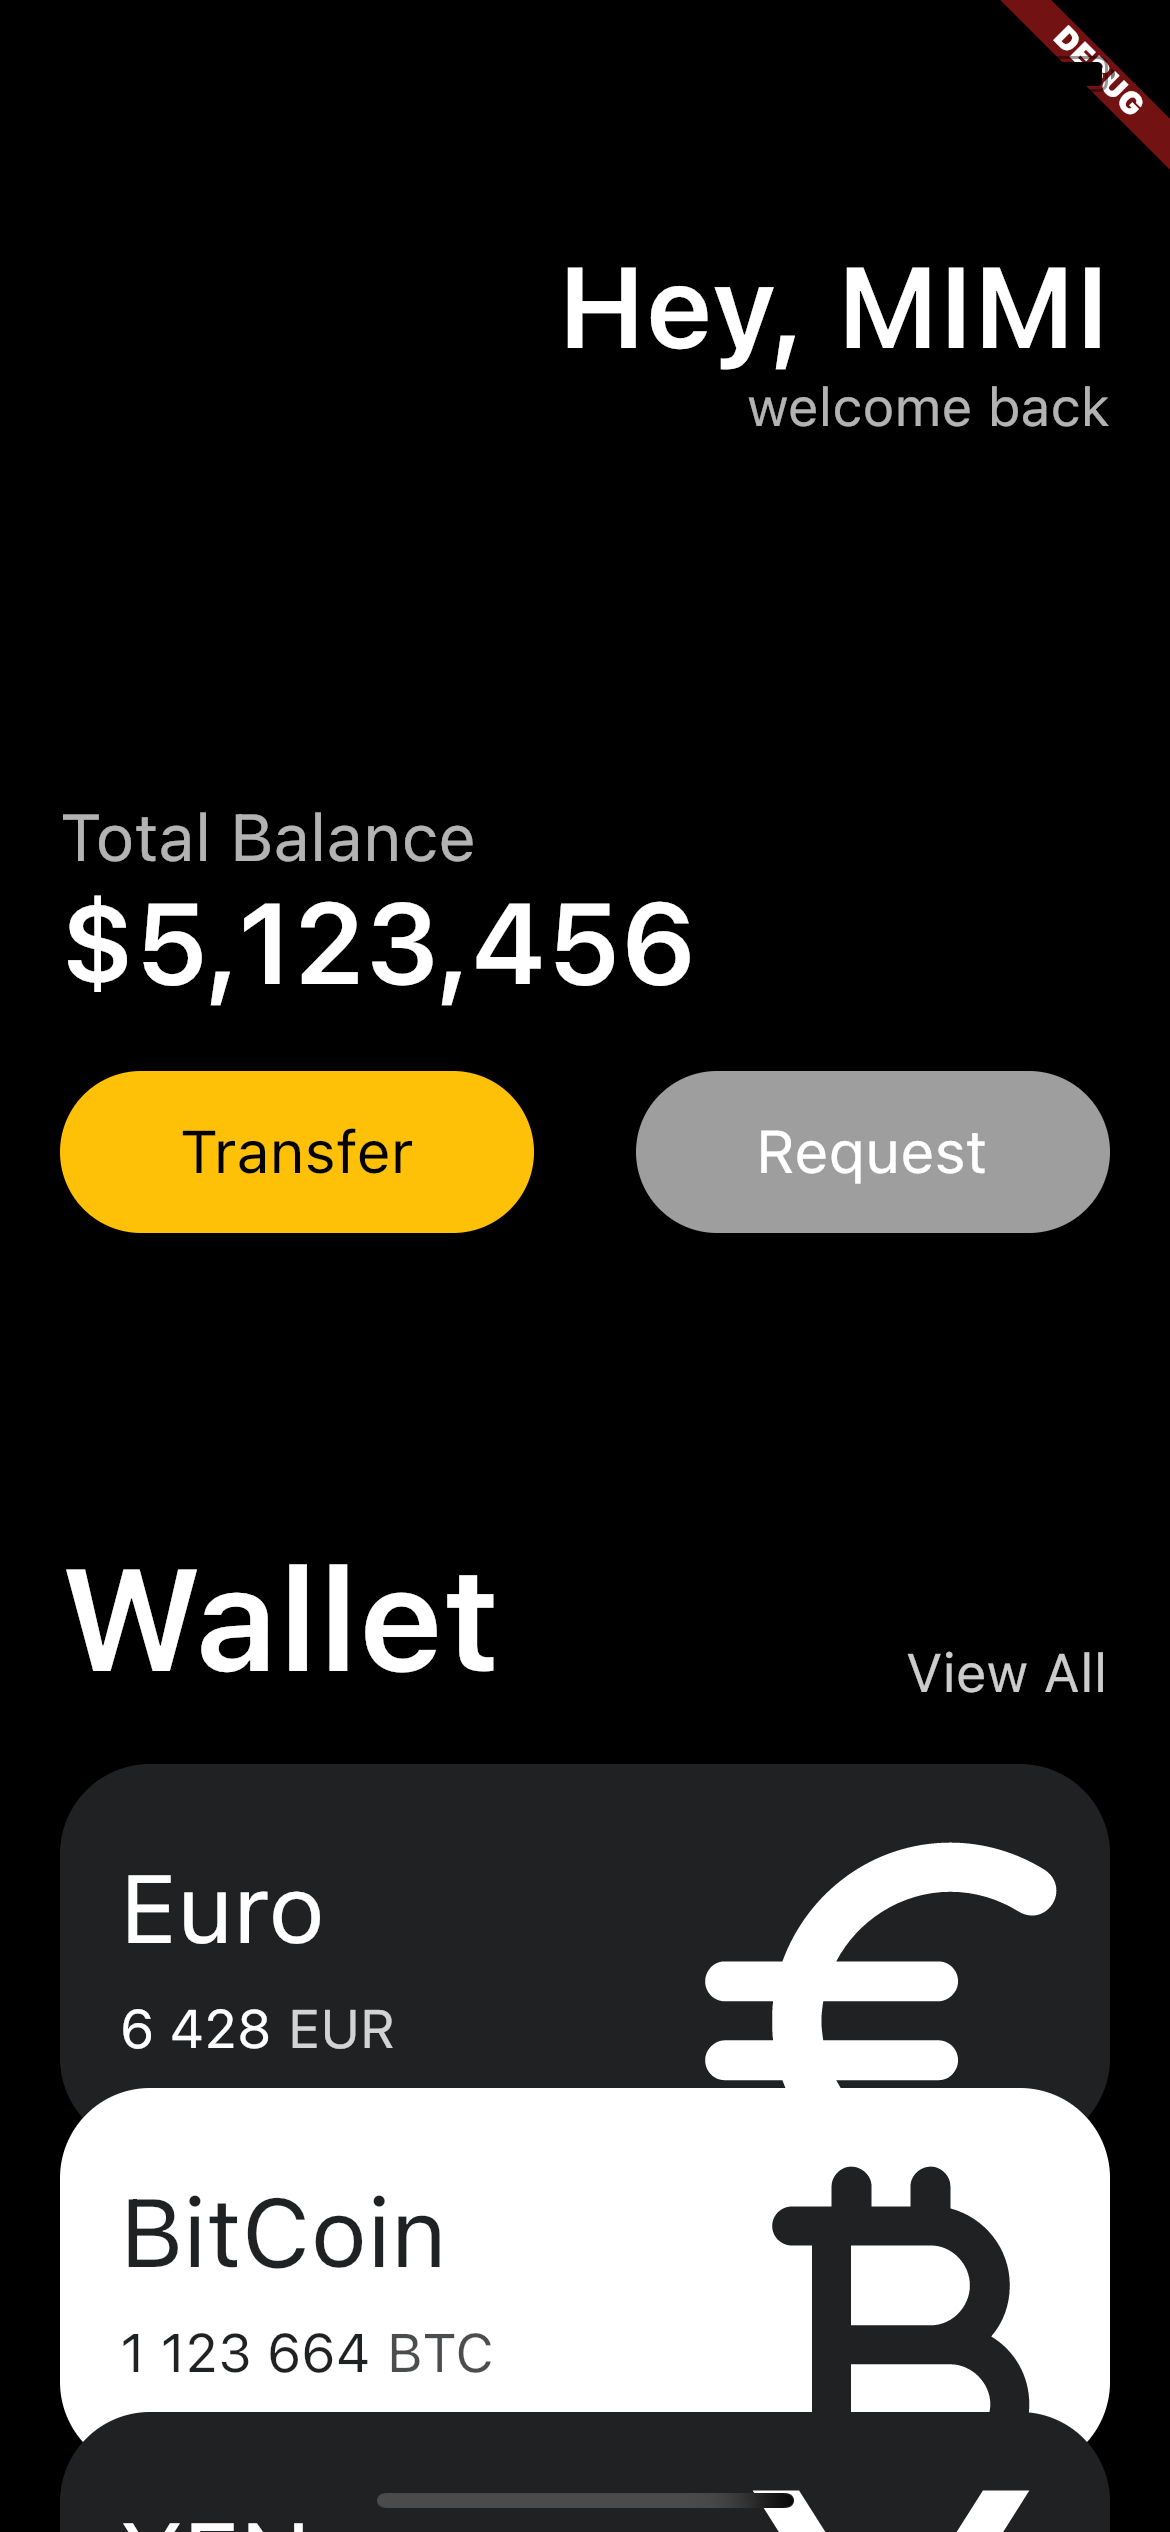 DEBUG
Hey, MIMI
welcome back
Total Balance
$5,123,456
Transfer
Request
Wallet
View All
Euro
6 428 EUR
€
BitCoin
1 123 664 BTC
YEN